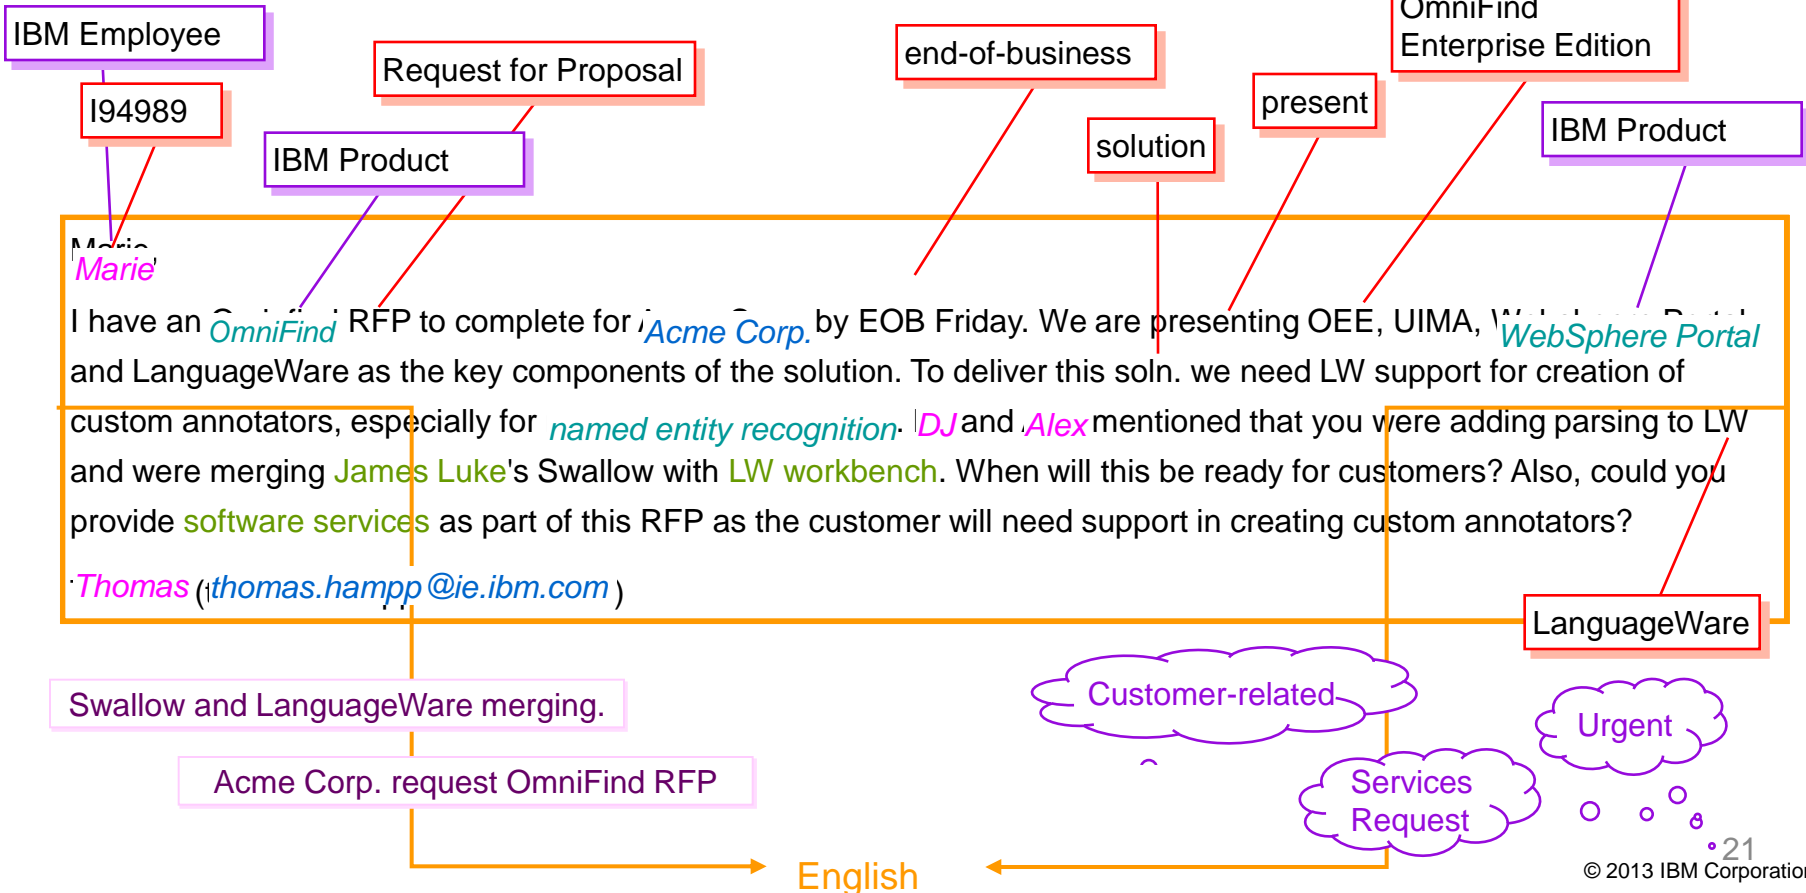 OmniFind
IBM Employee
Enterprise Edition
end-of-business
Request for Proposal
present
I94989
IBM Product
solution
IBM Product
Marie,
Marie
I have an OmniFind RFP to complete for Acme Corp. by EOB Friday. We are presenting OEE, UIMA, WebSphere Portal
and LanguageWare as the key components of the solution. To deliver this soln. we need LW support for creation of
custom annotators, especially for named entity recognition. DJ and Alex mentioned that you were adding parsing to LW
and were merging James Luke's Swallow with LW workbench. When will this be ready for customers? Also, could you
provide software services as part of this RFP as the customer will need support in creating custom annotators?
Thomas (thomas.hampp@ie.ibm.com)
LanguageWare
Swallow and LanguageWare merging.
Customer-related
Urgent
Acme Corp. request OmniFind RFP
Services
Request
English
21
© 2013 IBM Corporation